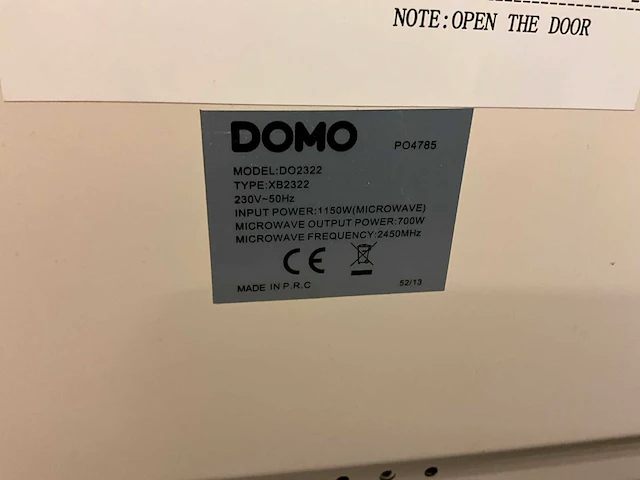 NOTE:OPEN THE DOOR
DOMO
PO4785
MODEL:DO2322
TYPE:XB2322
230V~50Hz
INPUT POWER:1150W(MICROWAVE)
MICROWAVE OUTPUT POWER:700W
MICROWAVE FREQUENCY:2450MHz
CE
MADE IN P.R.C
52/13